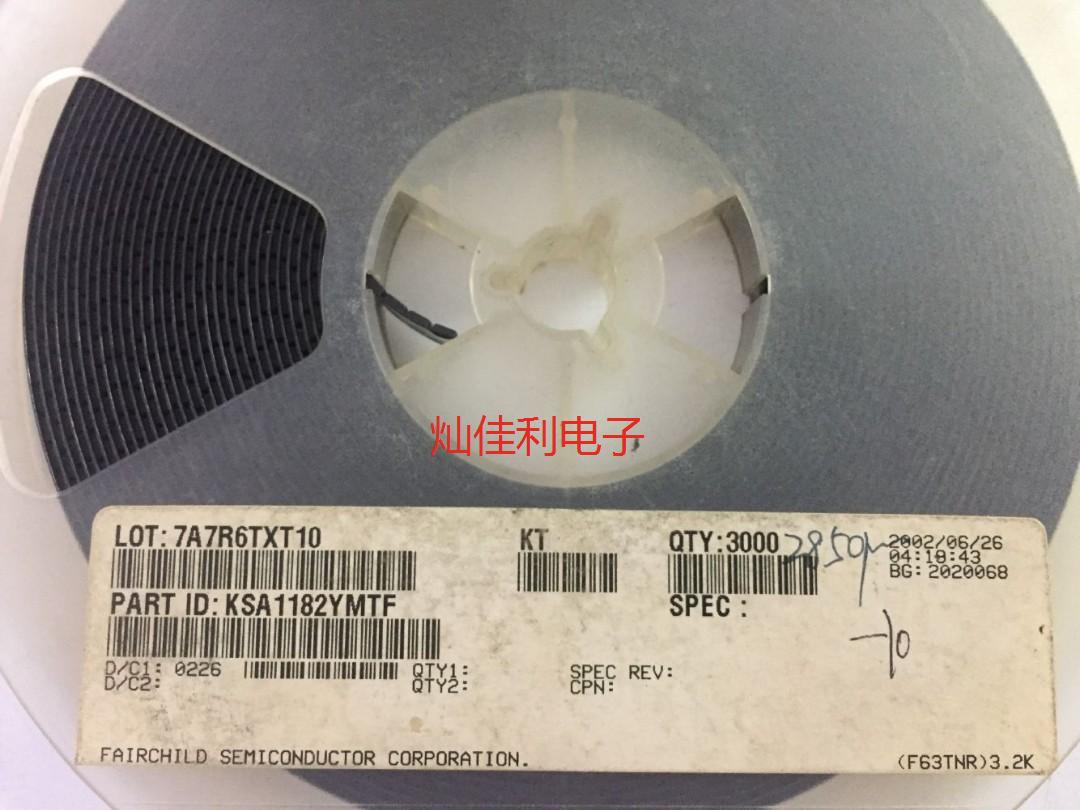 灿佳利电子
LOT: 7A7R6TXT10 KT QTY:3000 2850 2002/06/26
04:18:43
BG: 2020068
PART ID: KSA1182YMTF SPEC :
-10
D/C1: 0226 QTY1: SPEC REV:
D/C2: QTY2: CPN:
FAIRCHILD SEMICONDUCTOR CORPORATION. (F63TNR)3.2K